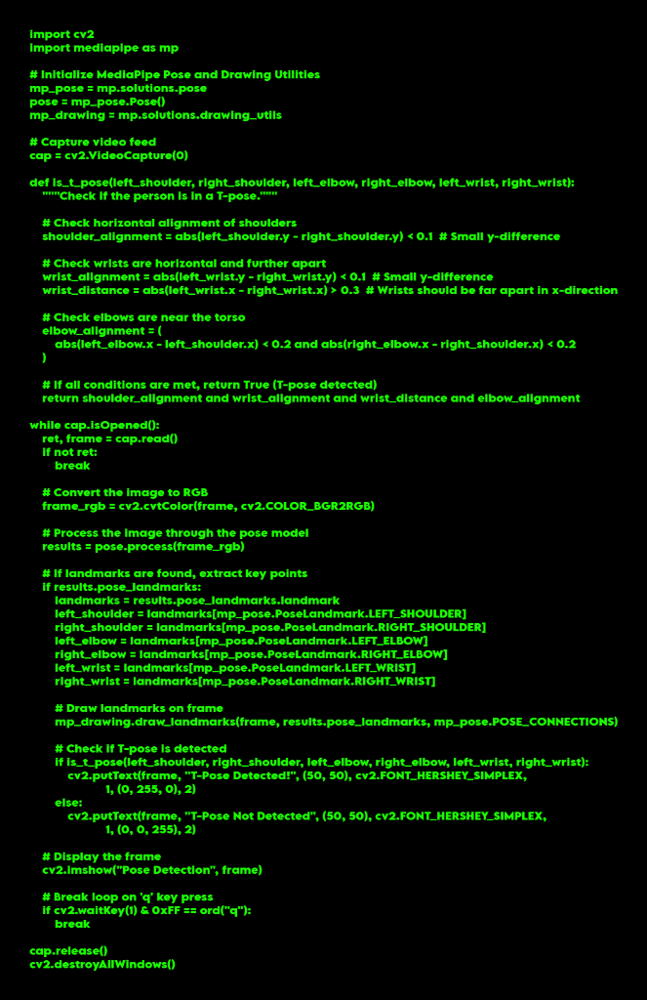 import cv2
import mediapipe as mp

# Initialize MediaPipe Pose and Drawing Utilities
mp_pose = mp.solutions.pose
pose = mp_pose.Pose()
mp_drawing = mp.solutions.drawing_utils

# Capture video feed
cap = cv2.VideoCapture(0)

def is_t_pose(left_shoulder, right_shoulder, left_elbow, right_elbow, left_wrist, right_wrist):
    """Check if the person is in a T-pose."""

    # Check horizontal alignment of shoulders
    shoulder_alignment = abs(left_shoulder.y - right_shoulder.y) < 0.1  # Small y-difference

    # Check wrists are horizontal and further apart
    wrist_alignment = abs(left_wrist.y - right_wrist.y) < 0.1  # Small y-difference
    wrist_distance = abs(left_wrist.x - right_wrist.x) > 0.3  # Wrists should be far apart in x-direction

    # Check elbows are near the torso
    elbow_alignment = (
        abs(left_elbow.x - left_shoulder.x) < 0.2 and abs(right_elbow.x - right_shoulder.x) < 0.2
    )

    # If all conditions are met, return True (T-pose detected)
    return shoulder_alignment and wrist_alignment and wrist_distance and elbow_alignment

while cap.isOpened():
    ret, frame = cap.read()
    if not ret:
        break

    # Convert the image to RGB
    frame_rgb = cv2.cvtColor(frame, cv2.COLOR_BGR2RGB)

    # Process the image through the pose model
    results = pose.process(frame_rgb)

    # If landmarks are found, extract key points
    if results.pose_landmarks:
        landmarks = results.pose_landmarks.landmark
        left_shoulder = landmarks[mp_pose.PoseLandmark.LEFT_SHOULDER]
        right_shoulder = landmarks[mp_pose.PoseLandmark.RIGHT_SHOULDER]
        left_elbow = landmarks[mp_pose.PoseLandmark.LEFT_ELBOW]
        right_elbow = landmarks[mp_pose.PoseLandmark.RIGHT_ELBOW]
        left_wrist = landmarks[mp_pose.PoseLandmark.LEFT_WRIST]
        right_wrist = landmarks[mp_pose.PoseLandmark.RIGHT_WRIST]

        # Draw landmarks on frame
        mp_drawing.draw_landmarks(frame, results.pose_landmarks, mp_pose.POSE_CONNECTIONS)

        # Check if T-pose is detected
        if is_t_pose(left_shoulder, right_shoulder, left_elbow, right_elbow, left_wrist, right_wrist):
            cv2.putText(frame, "T-Pose Detected!", (50, 50), cv2.FONT_HERSHEY_SIMPLEX,
                        1, (0, 255, 0), 2)
        else:
            cv2.putText(frame, "T-Pose Not Detected", (50, 50), cv2.FONT_HERSHEY_SIMPLEX,
                        1, (0, 0, 255), 2)

    # Display the frame
    cv2.imshow("Pose Detection", frame)

    # Break loop on 'q' key press
    if cv2.waitKey(1) & 0xFF == ord("q"):
        break

cap.release()
cv2.destroyAllWindows()